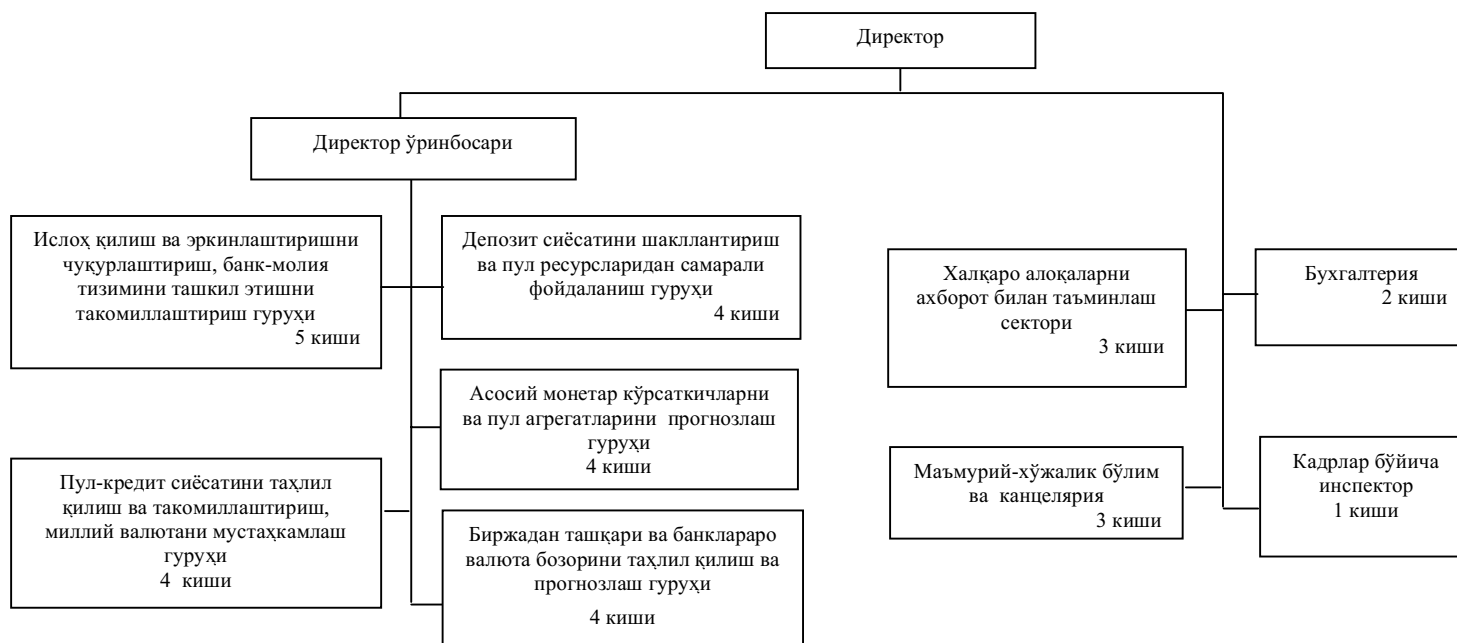 Директор
Директор ўринбосари
Ислоҳ қилиш ва эркинлаштиришни
чуқурлаштириш, банк-молия
тизимини ташкил этишни
такомиллаштириш гуруҳи
5 киши
Депозит сиёсатини шакллантириш
ва пул ресурсларидан самарали
фойдаланиш гуруҳи
4 киши
Халқаро алоқаларни
ахборот билан таъминлаш
сектори
3 киши
Бухгалтерия
2 киши
Асосий монетар кўрсаткичларни
ва пул агрегатларини прогнозлаш
гуруҳи
4 киши
Пул-кредит сиёсатини таҳлил
қилиш ва такомиллаштириш,
миллий валютани мустаҳкамлаш
гуруҳи
4 киши
Биржадан ташқари ва банклараро
валюта бозорини таҳлил қилиш ва
прогнозлаш гуруҳи
4 киши
Маъмурий-хўжалик бўлим
ва канцелярия
3 киши
Кадрлар бўйича
инспектор
1 киши